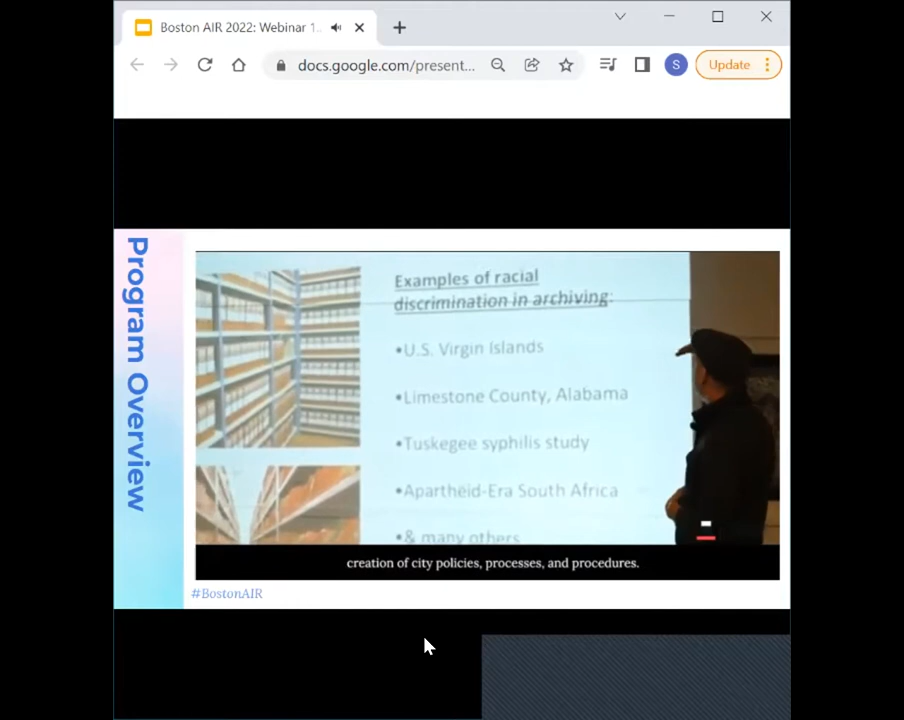 Boston AIR 2022: Webinar 1
docs.google.com/present...
S
Update
Program Overview
Examples of racial
discrimination in archiving:
•U.S. Virgin Islands
•Limestone County, Alabama
•Tuskegee syphilis study
•Apartheid-Era South Africa
•& many others
creation of city policies, processes, and procedures.
#BostonAIR